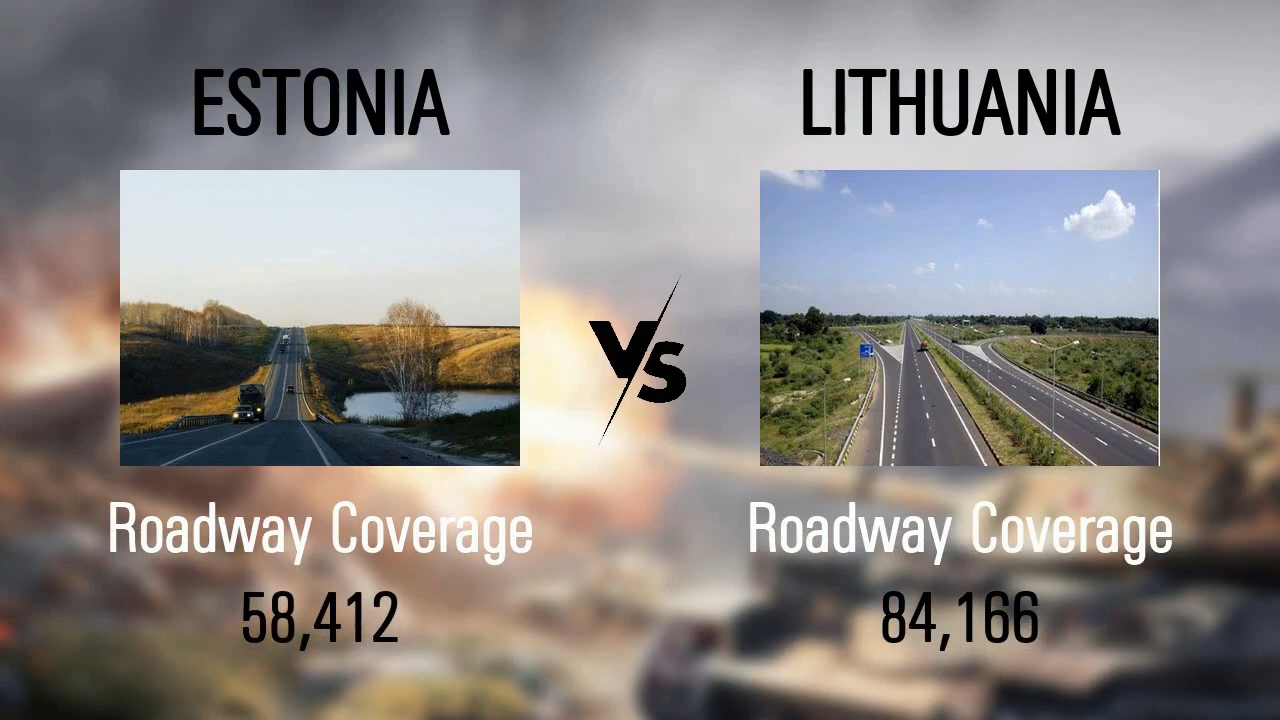 ESTONIA
LITHUANIA
VS
Roadway Coverage
Roadway Coverage
58,412
84,166